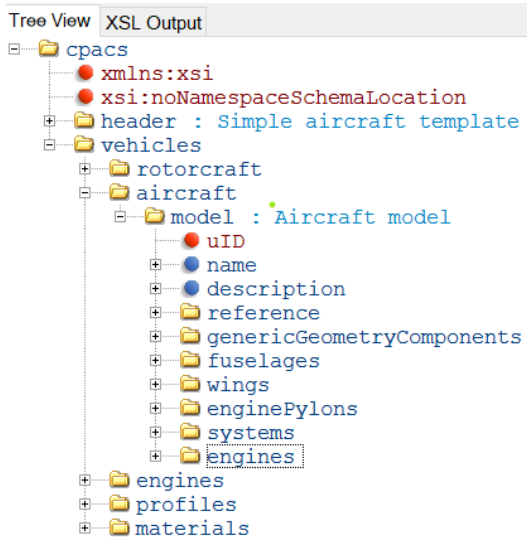 Tree View XSL Output
cpacs
xmlns:xsi
xsi:noNamespaceSchemaLocation
header : Simple aircraft template
vehicles
rotorcraft
aircraft
model : Aircraft model
uID
name
description
reference
genericGeometryComponents
fuselages
wings
enginePylons
systems
engines
engines
profiles
materials